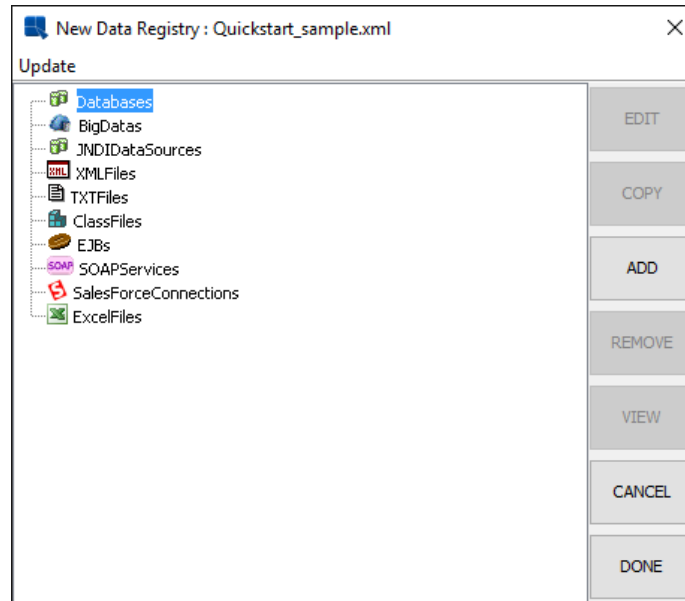 New Data Registry : Quickstart_sample.xml
Update
Databases
BigDatas
JNDIDataSources
XML XMLFiles
TXTFiles
ClassFiles
EJBs
SOAP SOAPServices
SalesForceConnections
ExcelFiles
EDIT
COPY
ADD
REMOVE
VIEW
CANCEL
DONE